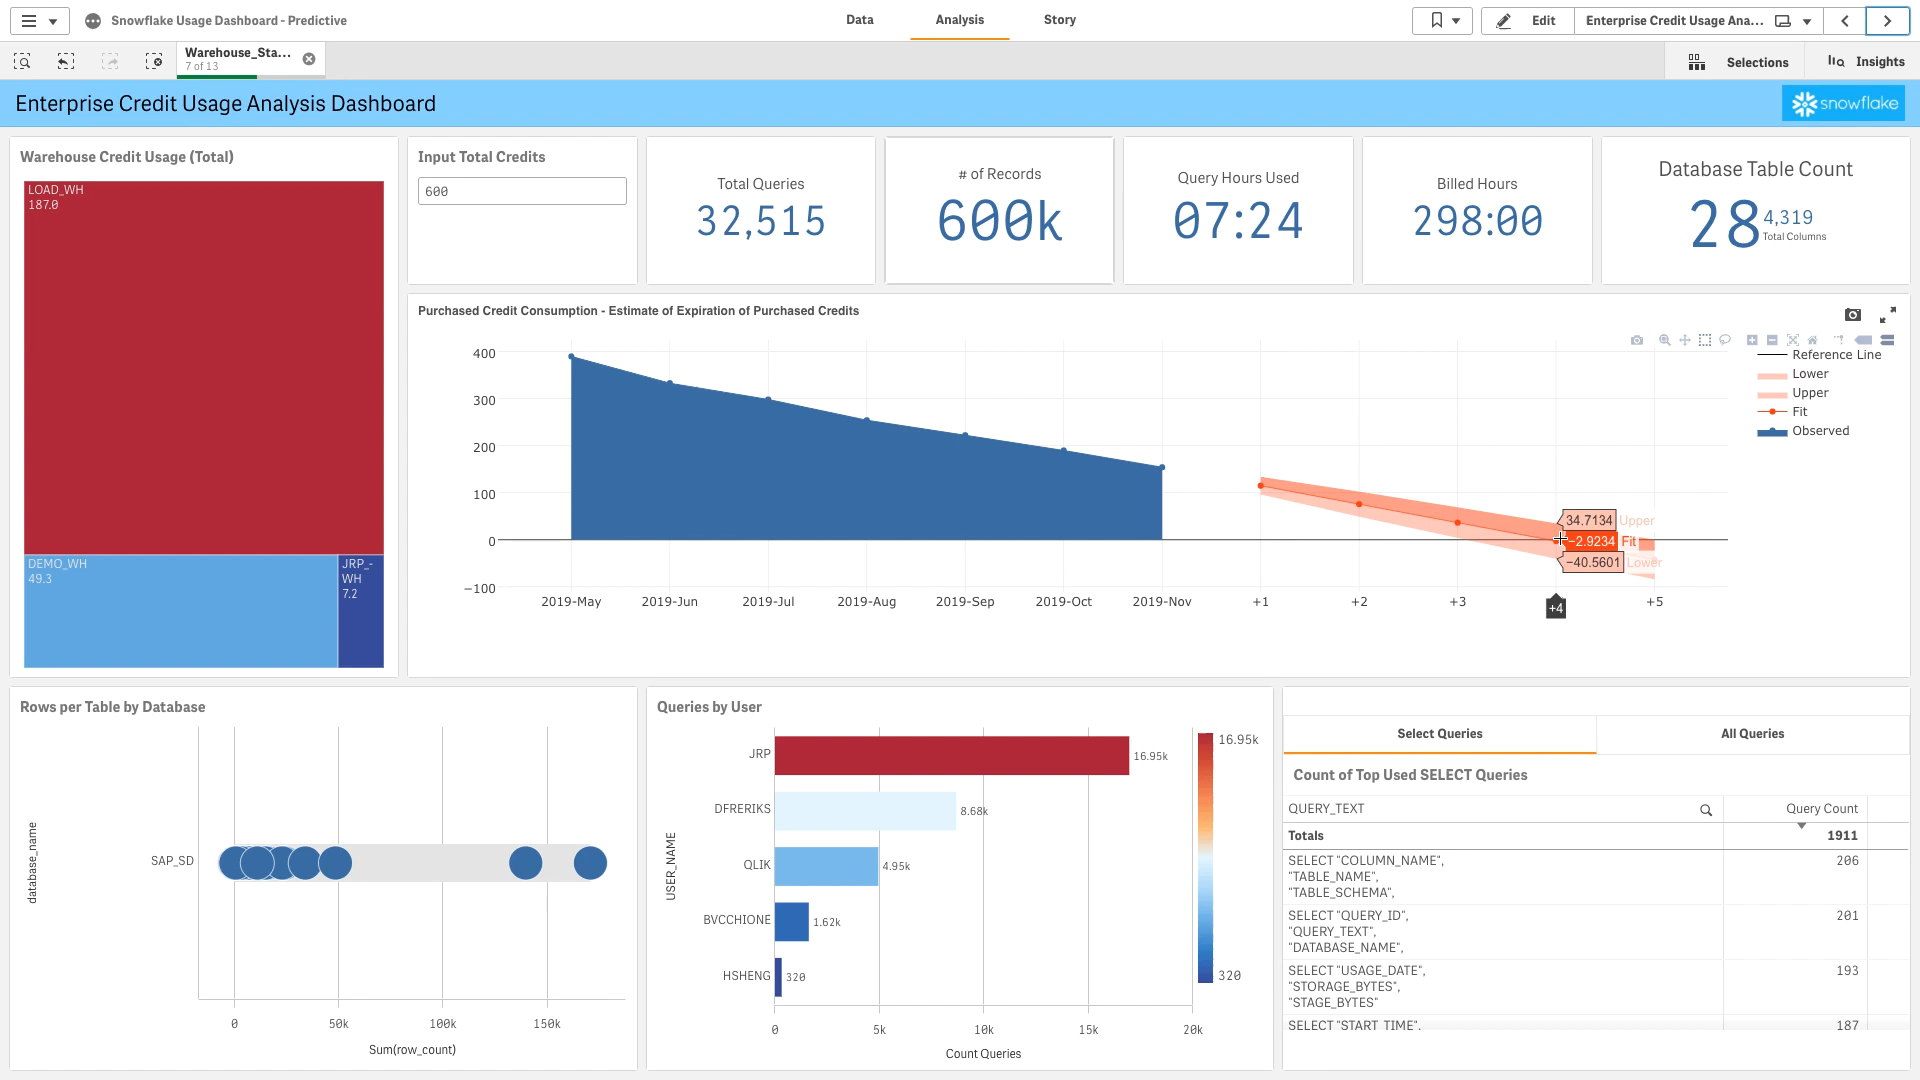 Snowflake Usage Dashboard - Predictive
Data
Analysis
Story
Edit
Enterprise Credit Usage Ana...
Warehouse_Sta...
7 of 13
Selections
Insights
Enterprise Credit Usage Analysis Dashboard
snowflake
Warehouse Credit Usage (Total)
LOAD_WH
187.0
DEMO_WH
49.3
JRP_-
WH
7.2
Input Total Credits
600
Total Queries
32,515
# of Records
600k
Query Hours Used
07:24
Billed Hours
298:00
Database Table Count
28
4,319
Total Columns
Purchased Credit Consumption - Estimate of Expiration of Purchased Credits
400
300
200
100
0
−100
2019-May
2019-Jun
2019-Jul
2019-Aug
2019-Sep
2019-Oct
2019-Nov
+1
+2
+3
+4
+5
34.7134 Upper
−2.9234 Fit
−40.5601 Lower
Reference Line
Lower
Upper
Fit
Observed
Rows per Table by Database
database_name
SAP_SD
0
50k
100k
150k
Sum(row_count)
Queries by User
USER_NAME
JRP
16.95k
DFRERIKS
8.68k
QLIK
4.95k
BVCCHIONE
1.62k
HSHENG
320
0
5k
10k
15k
20k
Count Queries
16.95k
320
Select Queries
All Queries
Count of Top Used SELECT Queries
QUERY_TEXT
Query Count
Totals
1911
SELECT "COLUMN_NAME",
"TABLE_NAME",
"TABLE_SCHEMA",
206
SELECT "QUERY_ID",
"QUERY_TEXT",
"DATABASE_NAME",
201
SELECT "USAGE_DATE",
"STORAGE_BYTES",
"STAGE_BYTES"
193
SELECT "START_TIME",
187